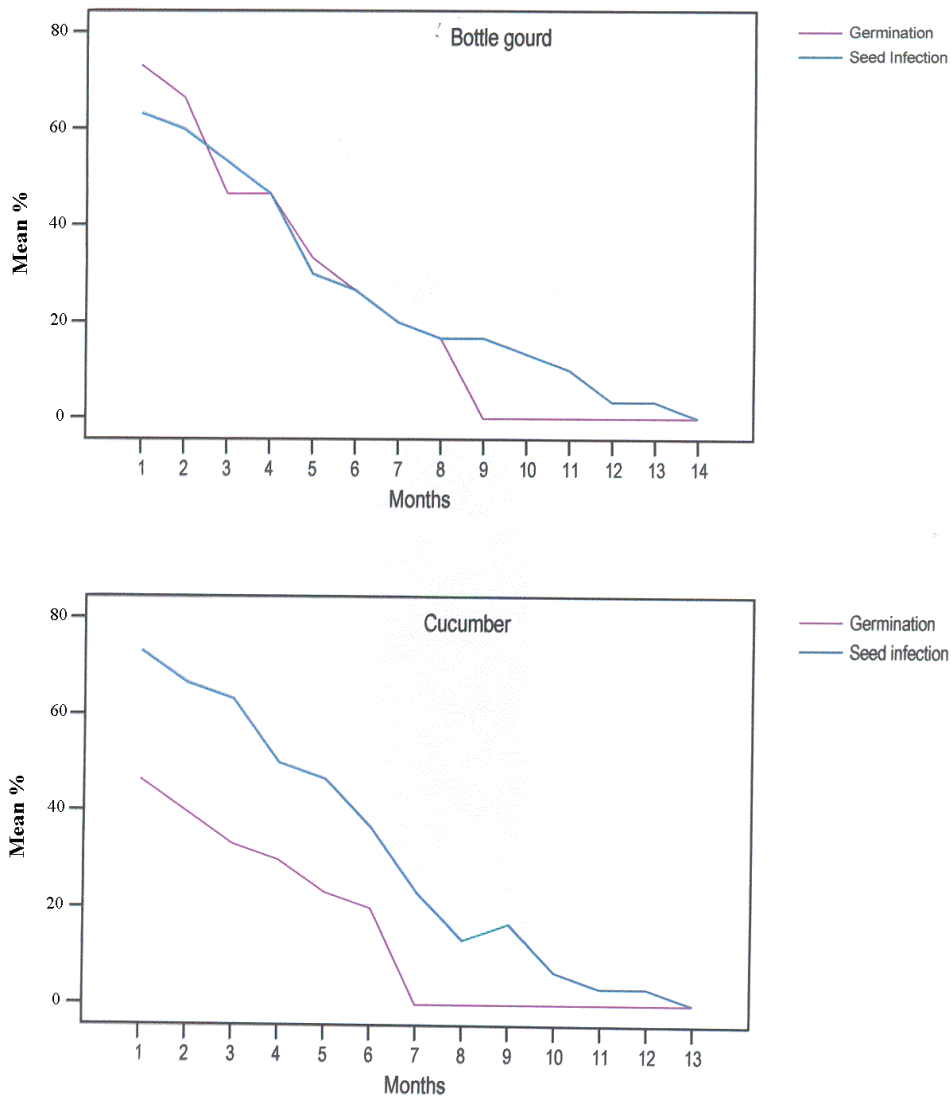 Bottle gourd
Germination
Seed Infection
80
60
40
20
0
Mean %
1 2 3 4 5 6 7 8 9 10 11 12 13 14
Months
Cucumber
Germination
Seed infection
80
60
40
20
0
Mean %
1 2 3 4 5 6 7 8 9 10 11 12 13
Months